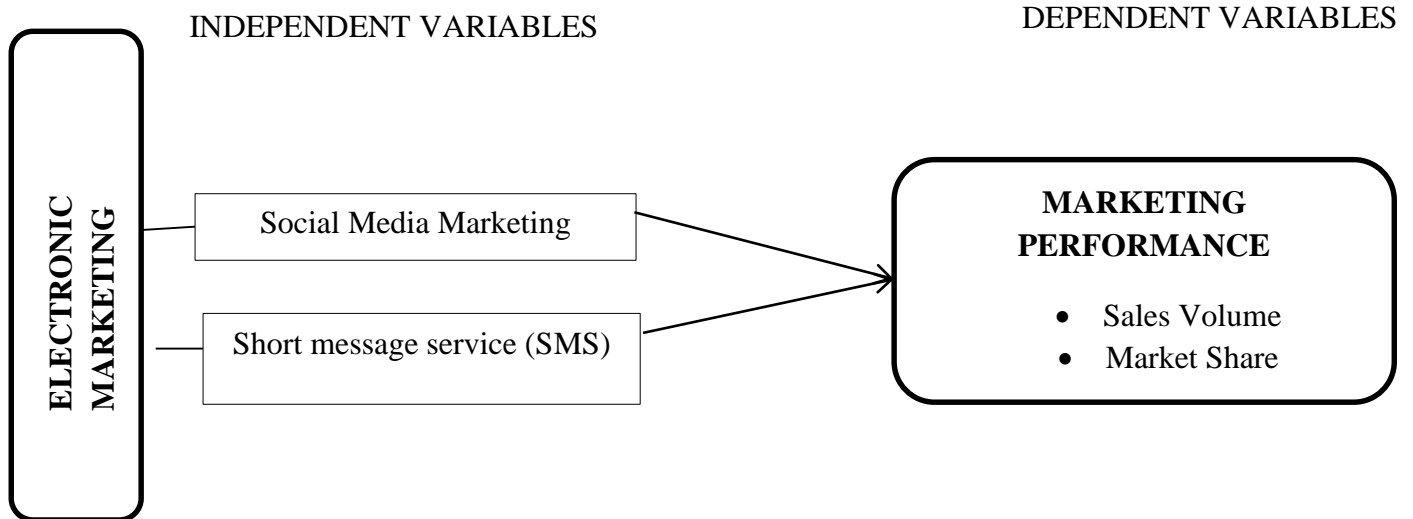 INDEPENDENT VARIABLES
DEPENDENT VARIABLES
ELECTRONIC
MARKETING
Social Media Marketing
Short message service (SMS)
MARKETING
PERFORMANCE
• Sales Volume
• Market Share